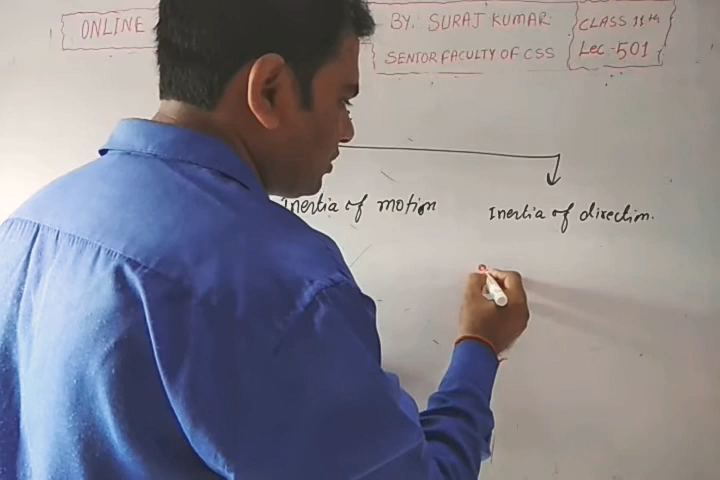 ONLINE BY: SURAJ KUMAR CLASS 11th
SENIOR FACULTY OF CSS Lec-501
Inertia of motion Inertia of direction.